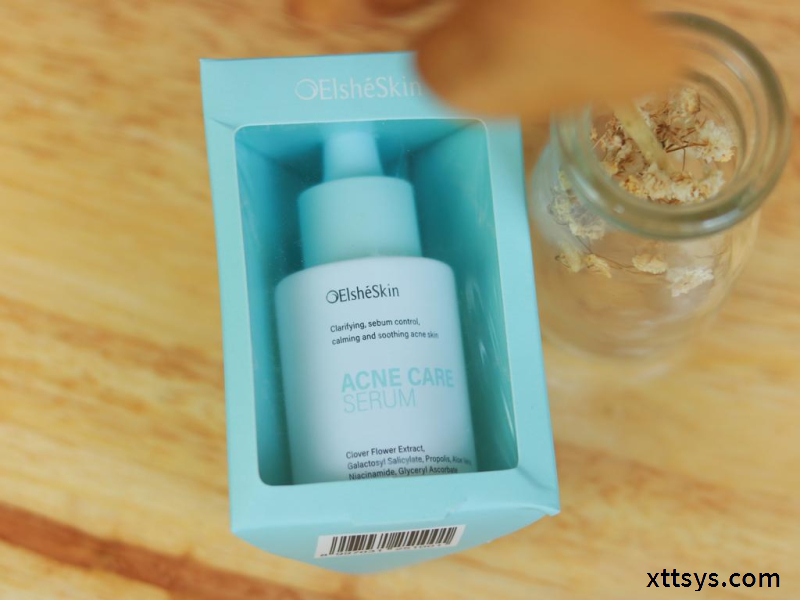 ElshéSkin
ElshéSkin
Clarifying, sebum control,
calming and soothing acne skin
ACNE CARE
SERUM
Clover Flower Extract,
Galactosyl Salicylate, Propolis,
Niacinamide, Glyceryl Ascorbate
xttsys.com